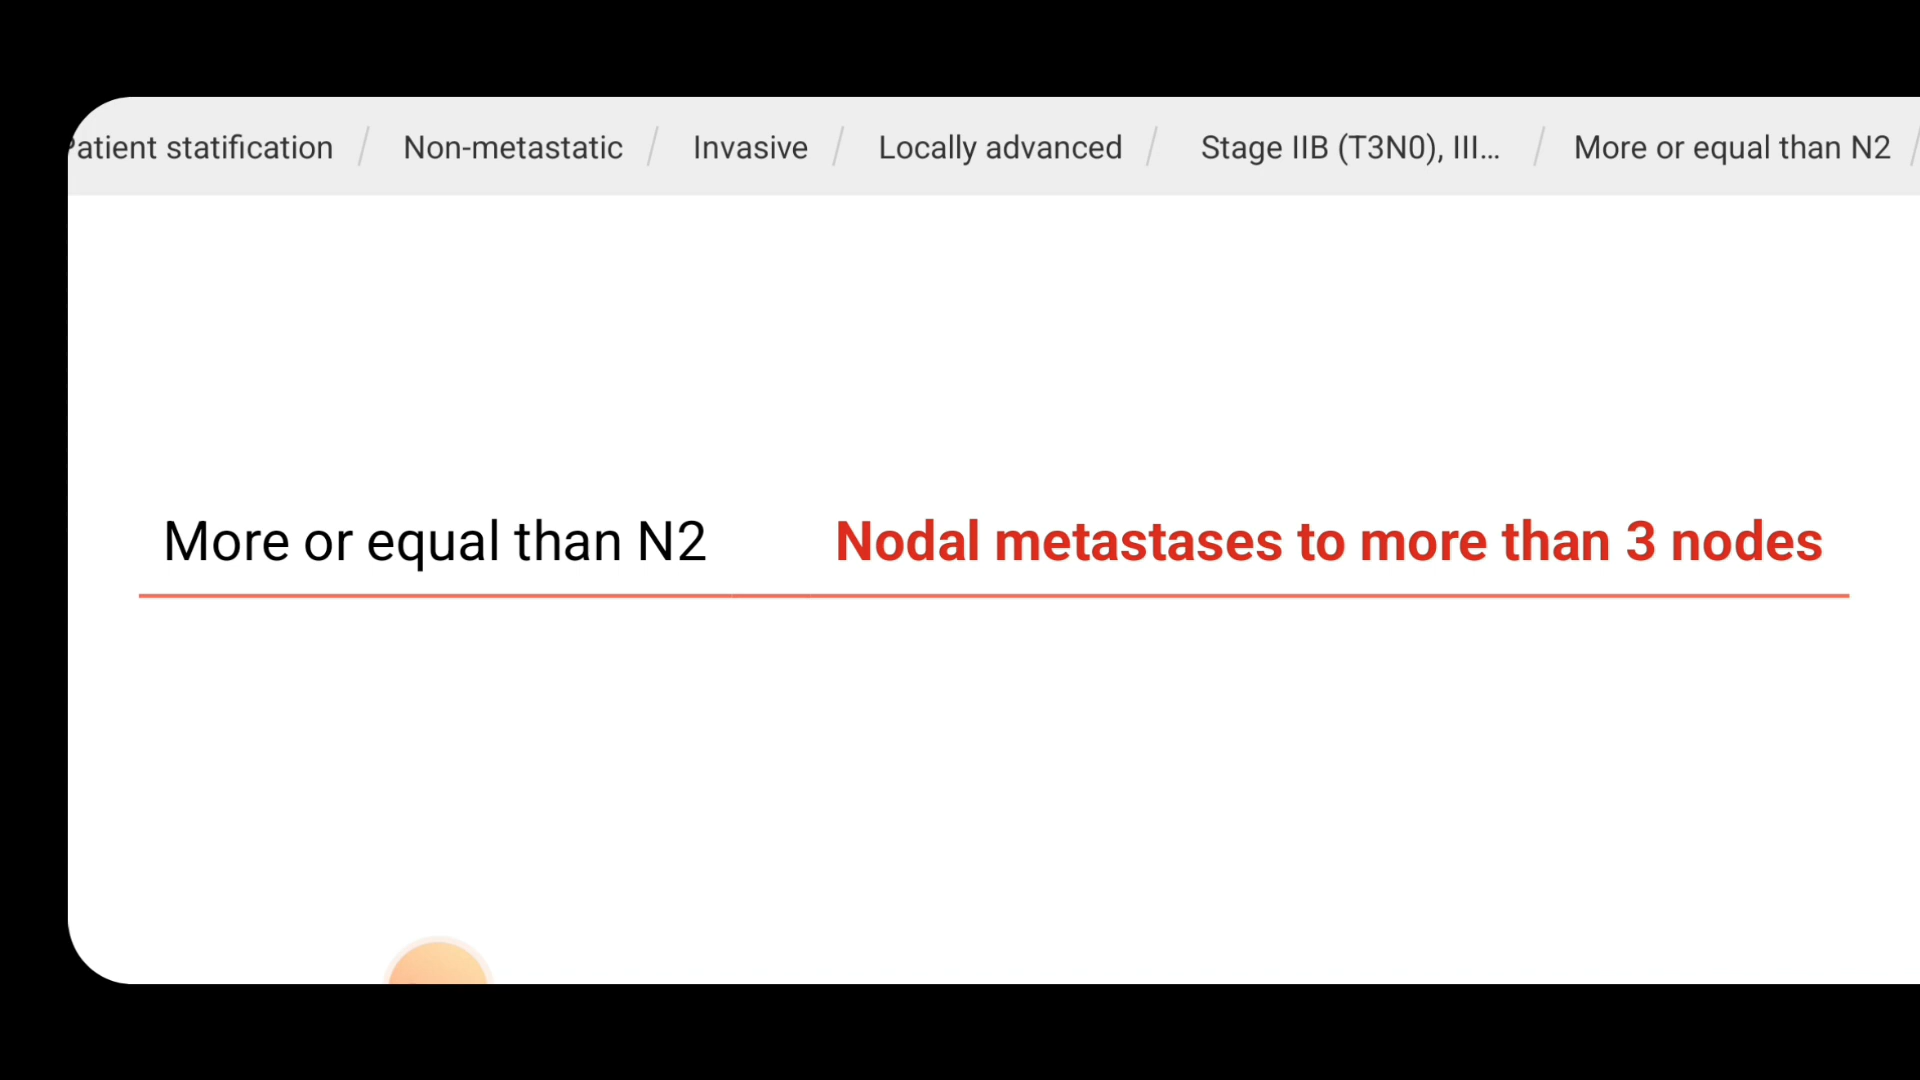 Patient statification / Non-metastatic / Invasive / Locally advanced / Stage IIB (T3N0), III... / More or equal than N2 /
More or equal than N2 Nodal metastases to more than 3 nodes